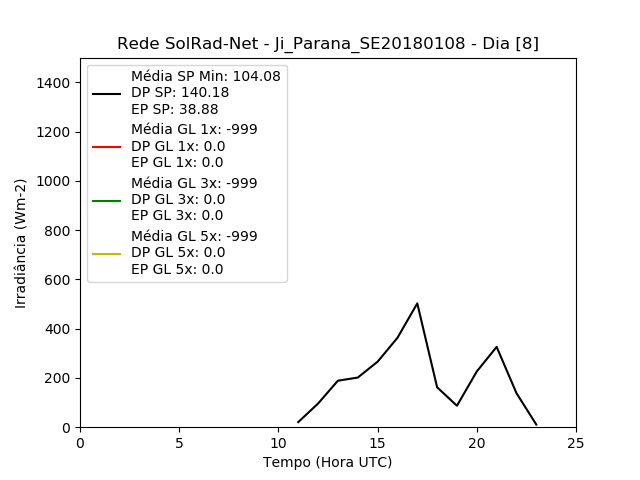 Rede SolRad-Net - Ji_Parana_SE20180108 - Dia [8]
Média SP Min: 104.08
DP SP: 140.18
EP SP: 38.88
Média GL 1x: -999
DP GL 1x: 0.0
EP GL 1x: 0.0
Média GL 3x: -999
DP GL 3x: 0.0
EP GL 3x: 0.0
Média GL 5x: -999
DP GL 5x: 0.0
EP GL 5x: 0.0
Irradiância (Wm-2)
1400
1200
1000
800
600
400
200
0
0 5 10 15 20 25
Tempo (Hora UTC)